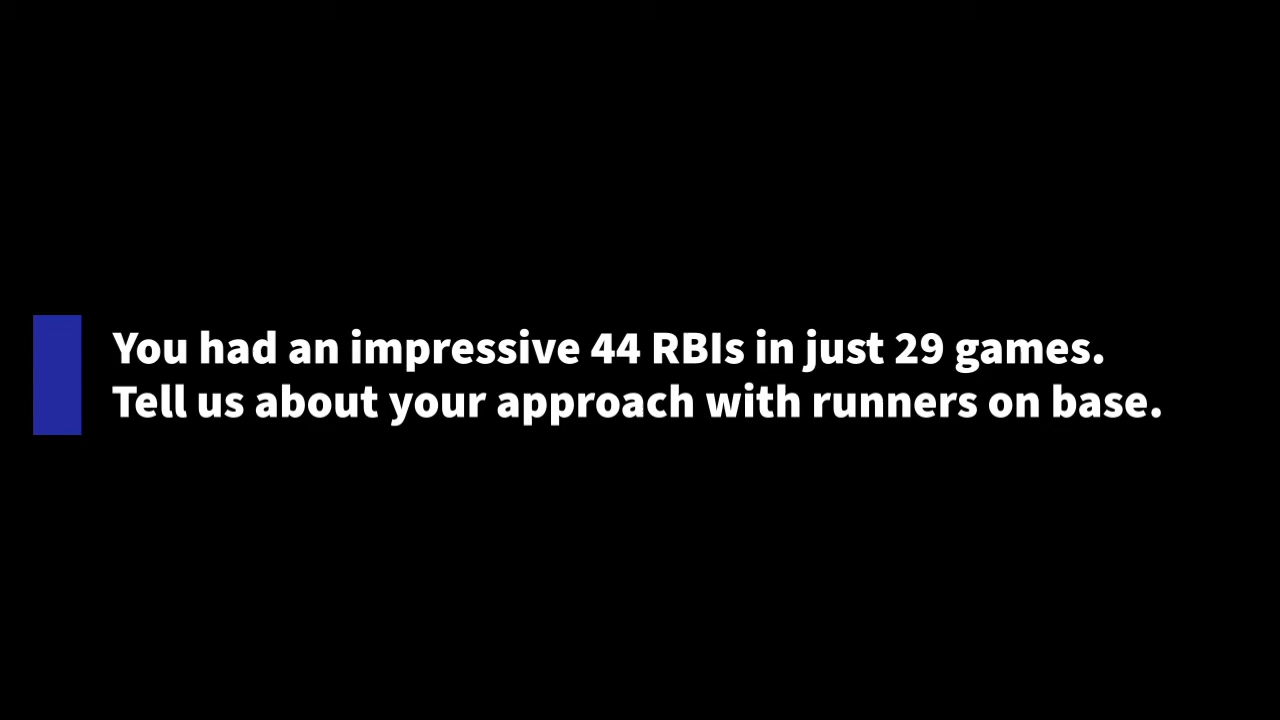 You had an impressive 44 RBIs in just 29 games.
Tell us about your approach with runners on base.